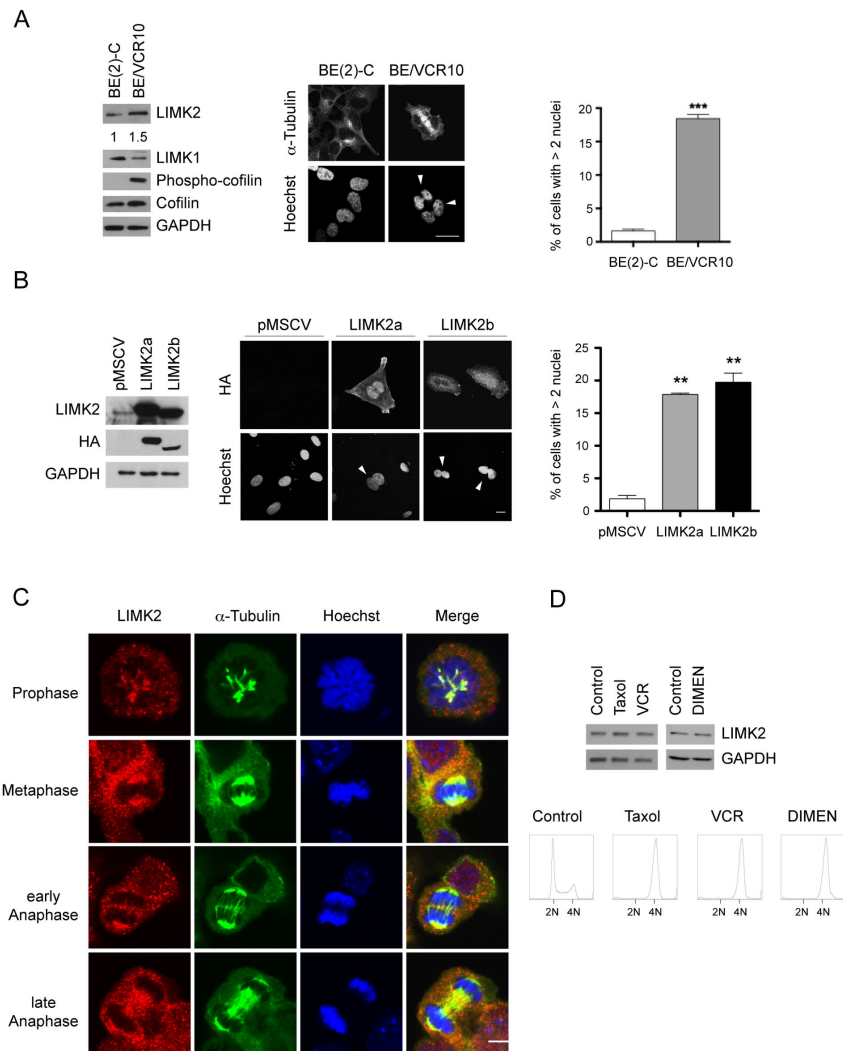 A
BE(2)-C
BE/VCR10
LIMK2
1 1.5
LIMK1
Phospho-cofilin
Cofilin
GAPDH
BE(2)-C BE/VCR10
α-Tubulin
Hoechst
% of cells with > 2 nuclei
20
15
10
5
0
***
BE(2)-C BE/VCR10
B
pMSCV
LIMK2a
LIMK2b
LIMK2
HA
GAPDH
pMSCV LIMK2a LIMK2b
HA
Hoechst
% of cells with > 2 nuclei
25
20
15
10
5
0
**
**
pMSCV LIMK2a LIMK2b
C
LIMK2 α-Tubulin Hoechst Merge
Prophase
Metaphase
early
Anaphase
late
Anaphase
D
Control
Taxol
VCR
Control
DIMEN
LIMK2
GAPDH
Control Taxol VCR DIMEN
2N 4N 2N 4N 2N 4N 2N 4N